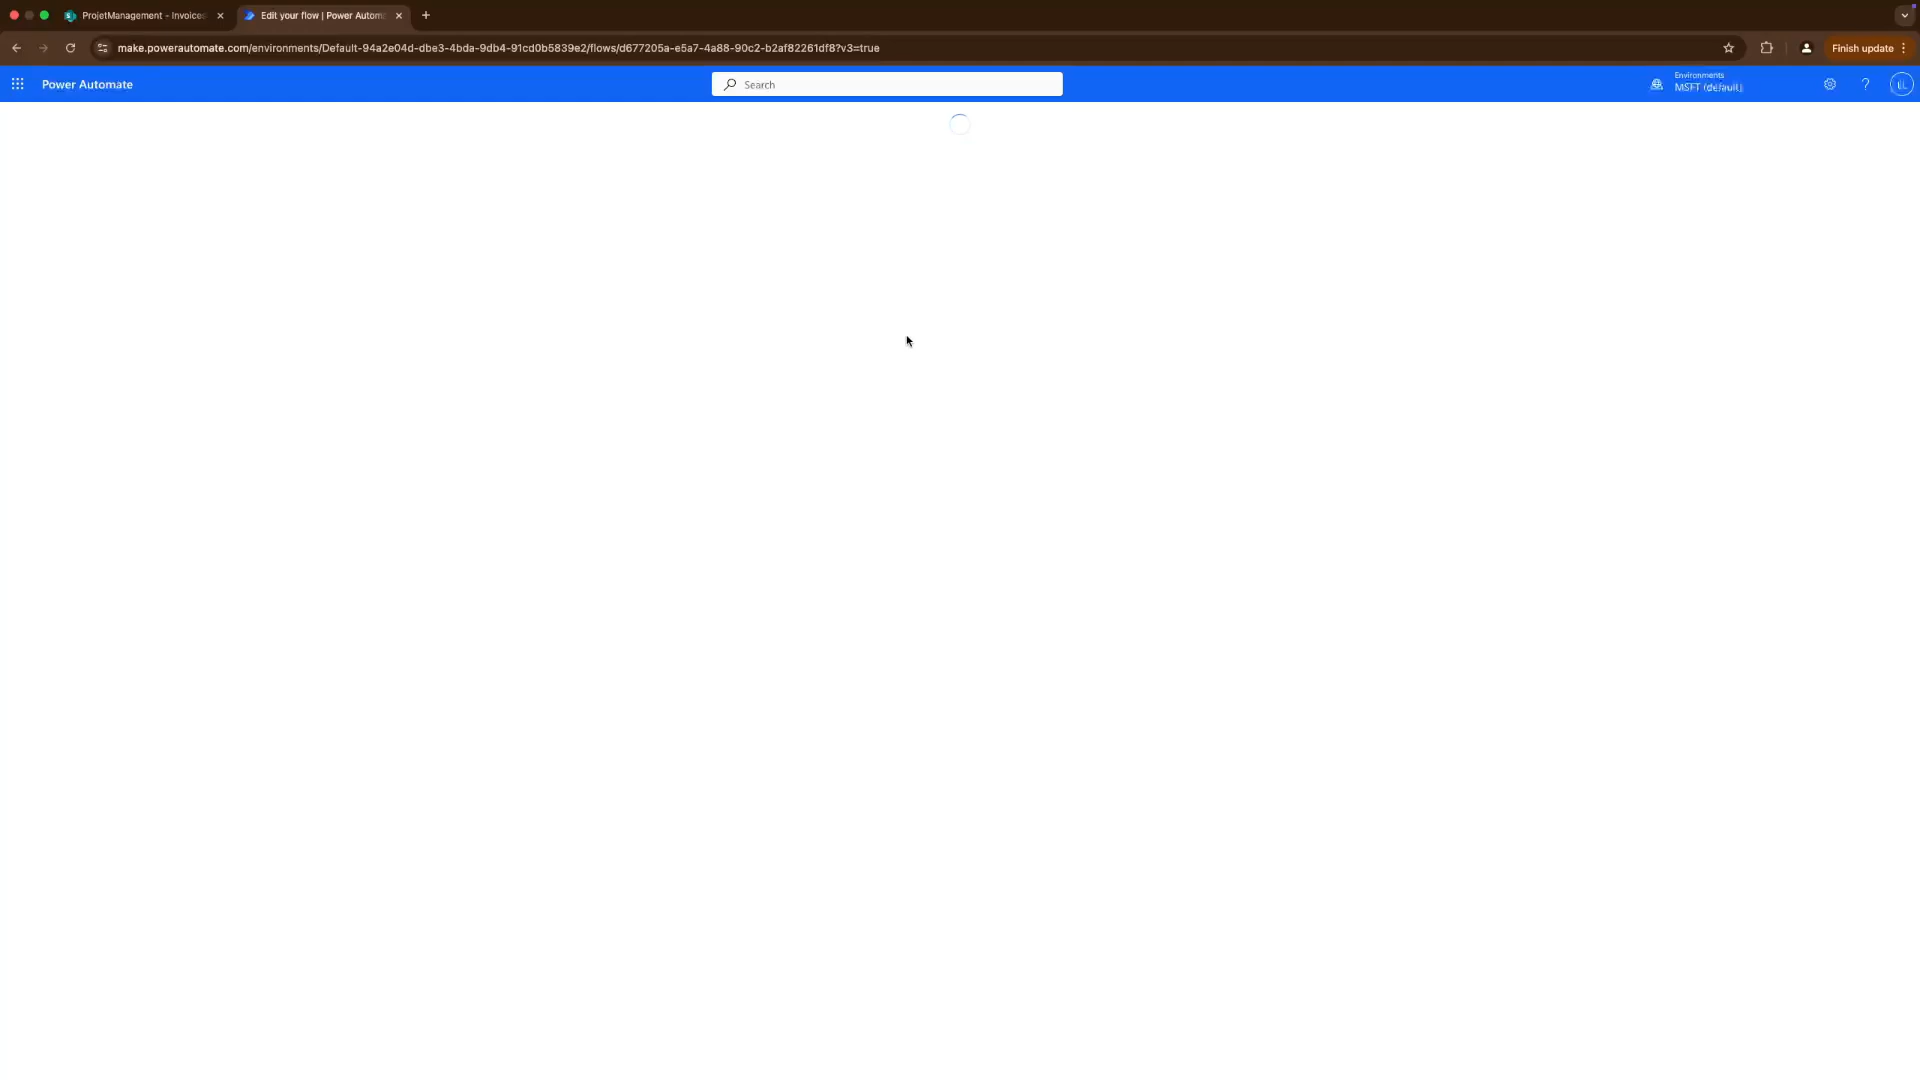 ProjetManagement - Invoices
Edit your flow | Power Autom
make.powerautomate.com/environments/Default-94a2e04d-dbe3-4bda-9db4-91cd0b5839e2/flows/d677205a-e5a7-4a88-90c2-b2af82261df8?v3=true
Finish update
Power Automate
Search
Environments
MSFT (default)